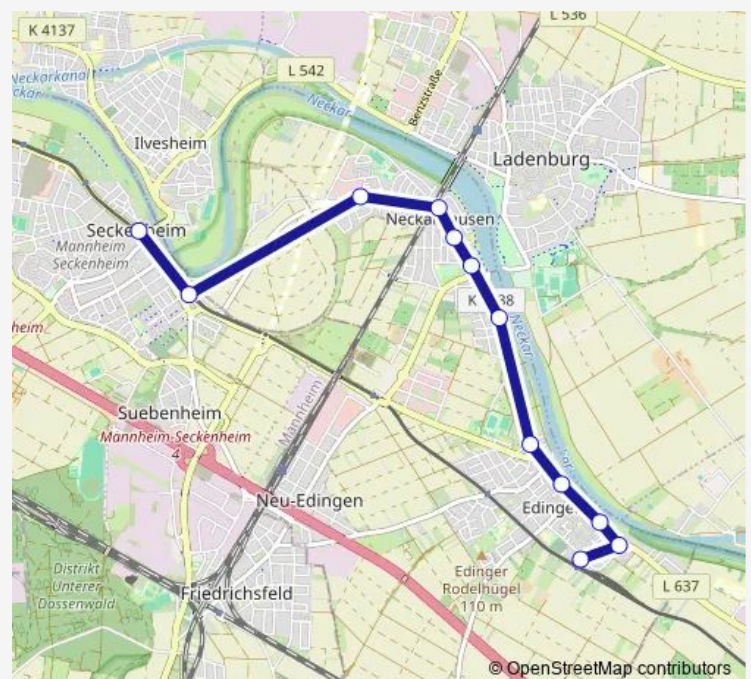 K 4137
L 536
L 542
Neckarkanal
Neckar
Benzstraße
Ilvesheim
Ladenburg
Mannheim
Seckenheim
K
38
Neckar
Suebenheim
Mannheim
Mannheim-Seckenheim
4
Neu-Edingen
Distrikt
Unterer
Dossenwald
Friedrichsfeld
Edinger
Rodelhügel
110 m
L 637
© OpenStreetMap contributors